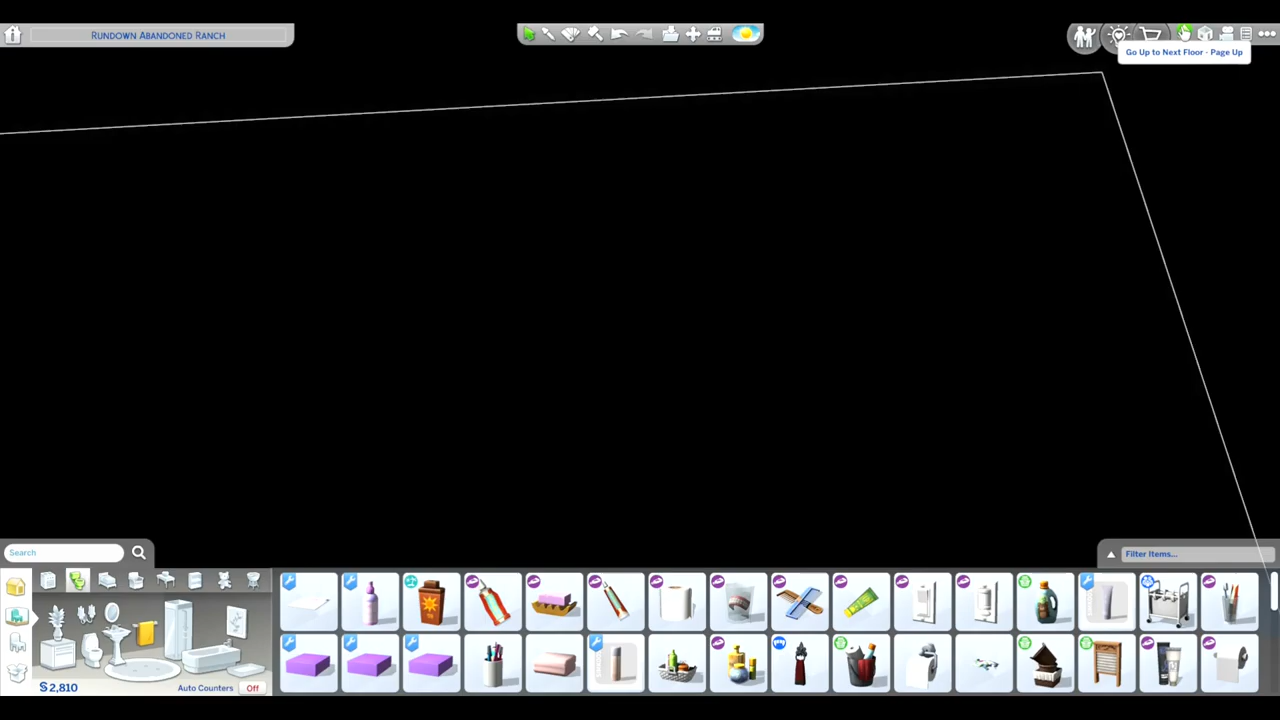 RUNDOWN ABANDONED RANCH
Go Up to Next Floor - Page Up
Search
Filter Items...
§2,810
Auto Counters Off